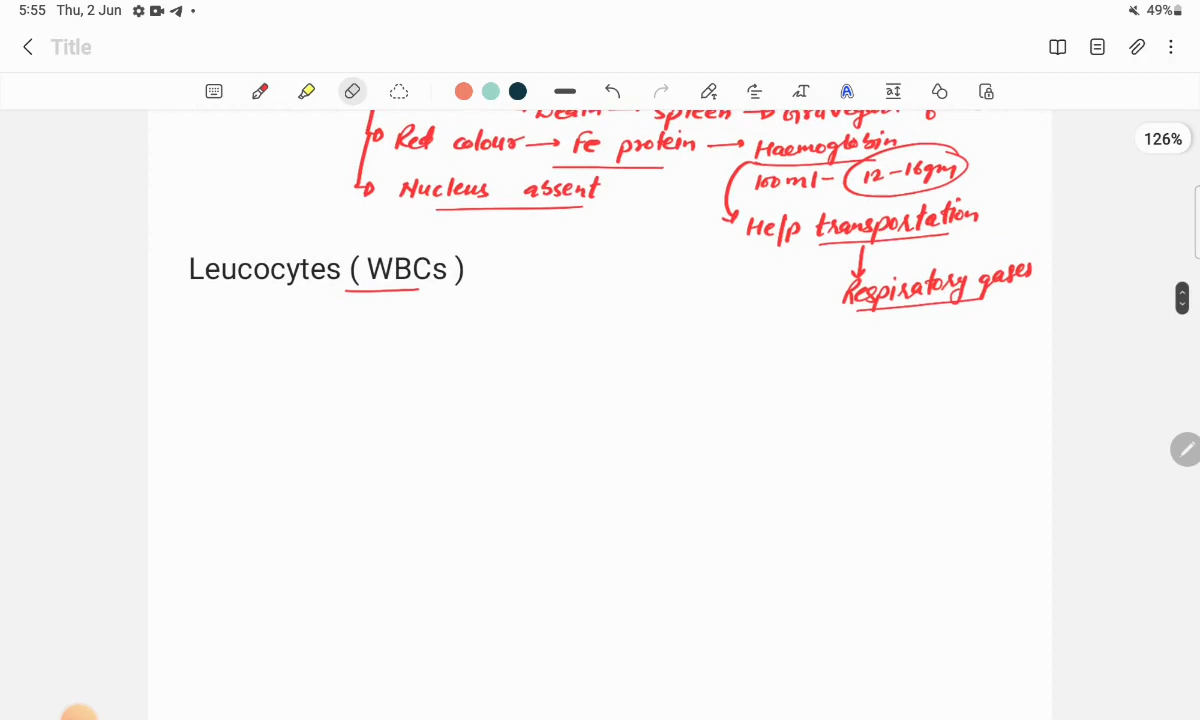 5:55 Thu, 2 Jun
49%
Title
126%
Death → spleen →
Red colour → Fe protein → Haemoglobin
100 ml - 12-16gm
Nucleus absent
Help transportation
Leucocytes ( WBCs )
Respiratory gases